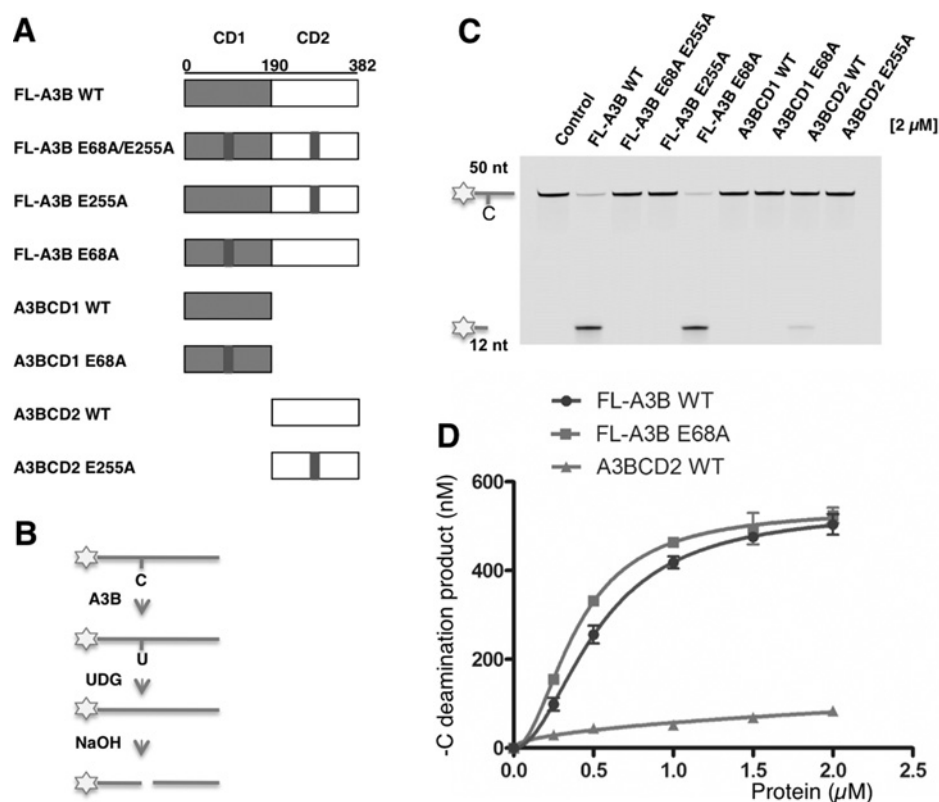 A
CD1 CD2
0 190 382
FL-A3B WT
FL-A3B E68A/E255A
FL-A3B E255A
FL-A3B E68A
A3BCD1 WT
A3BCD1 E68A
A3BCD2 WT
A3BCD2 E255A
B
C
A3B
U
UDG
NaOH
C
Control
FL-A3B WT
FL-A3B E68A E255A
FL-A3B E255A
FL-A3B E68A
A3BCD1 WT
A3BCD1 E68A
A3BCD2 WT
A3BCD2 E255A
[2 µM]
50 nt
C
12 nt
D
FL-A3B WT
FL-A3B E68A
A3BCD2 WT
-C deamination product (nM)
600
400
200
0
0.0 0.5 1.0 1.5 2.0 2.5
Protein (µM)